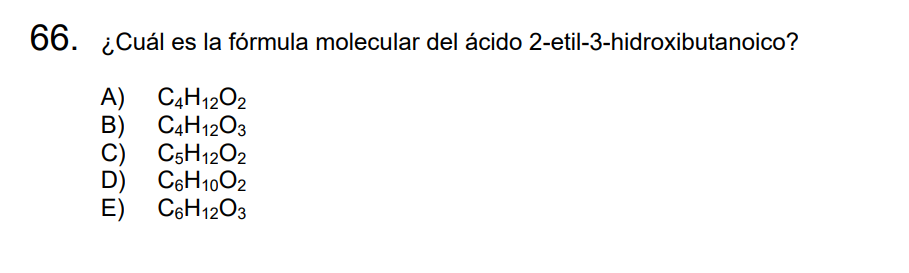 66. ¿Cuál es la fórmula molecular del ácido 2-etil-3-hidroxibutanoico?
A) C₄H₁₂O₂
B) C₄H₁₂O₃
C) C₅H₁₂O₂
D) C₆H₁₀O₂
E) C₆H₁₂O₃